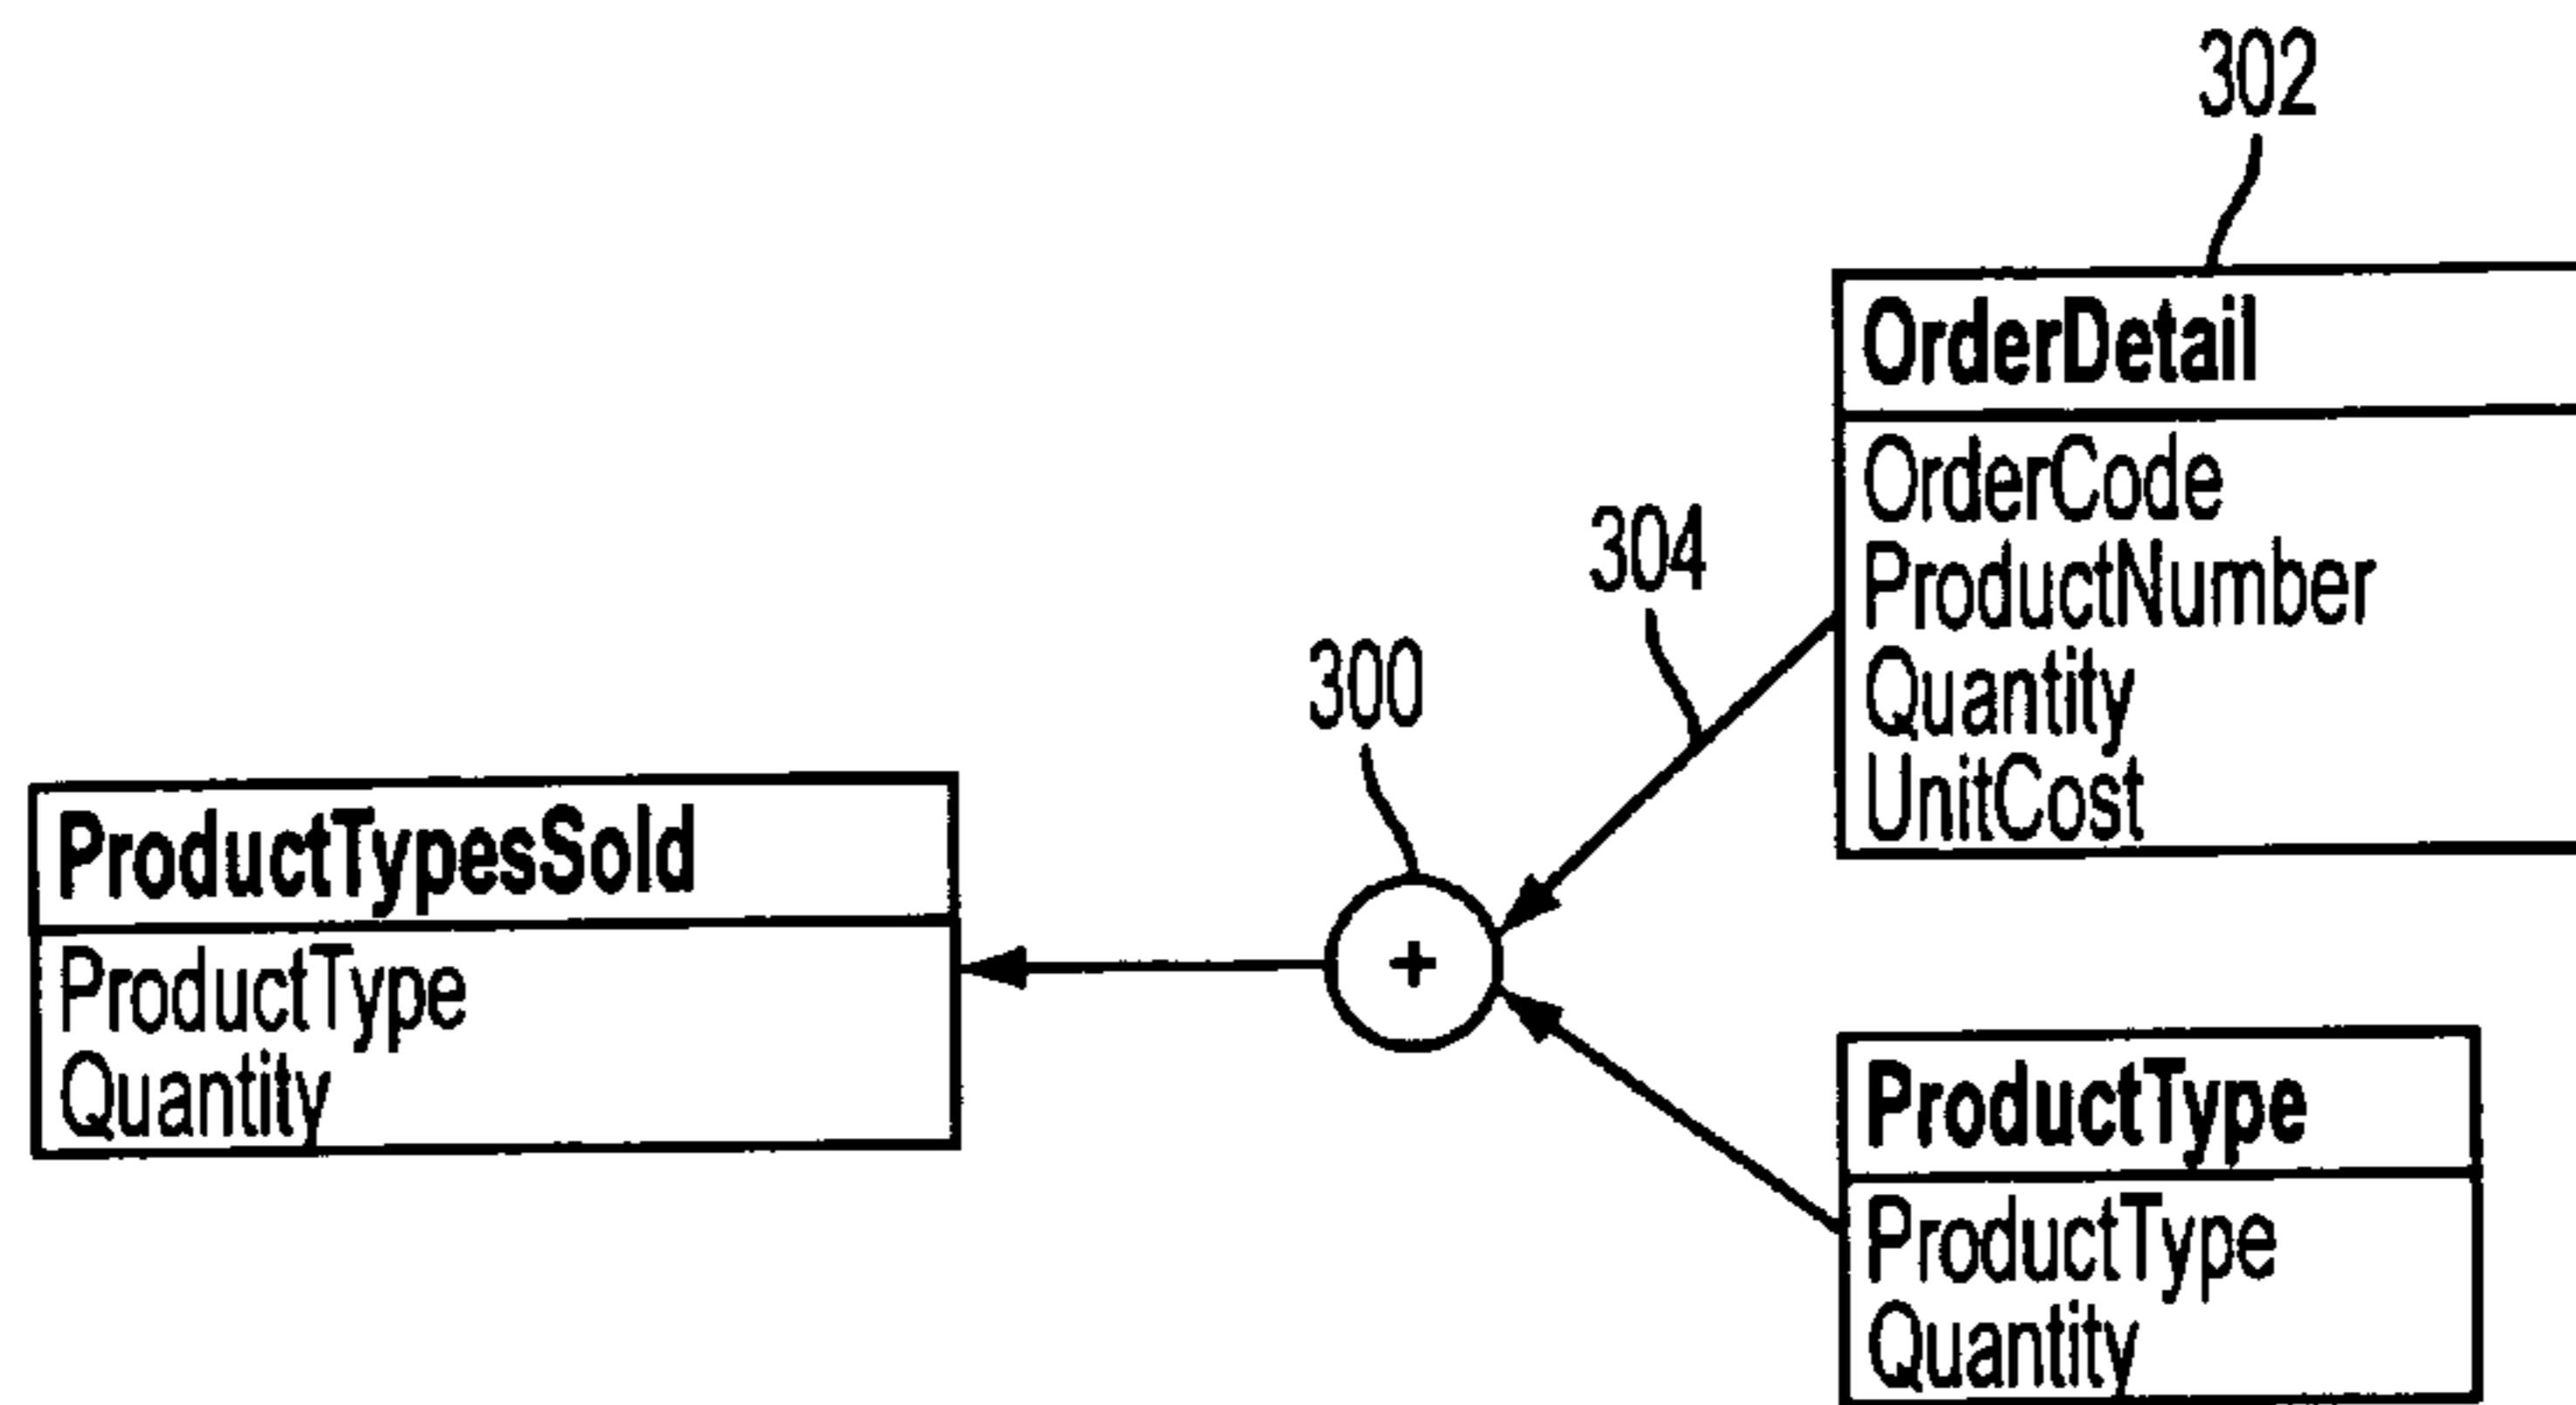 302
OrderDetail
OrderCode
ProductNumber
Quantity
UnitCost
304
300
+
ProductTypesSold
ProductType
Quantity
ProductType
ProductType
Quantity